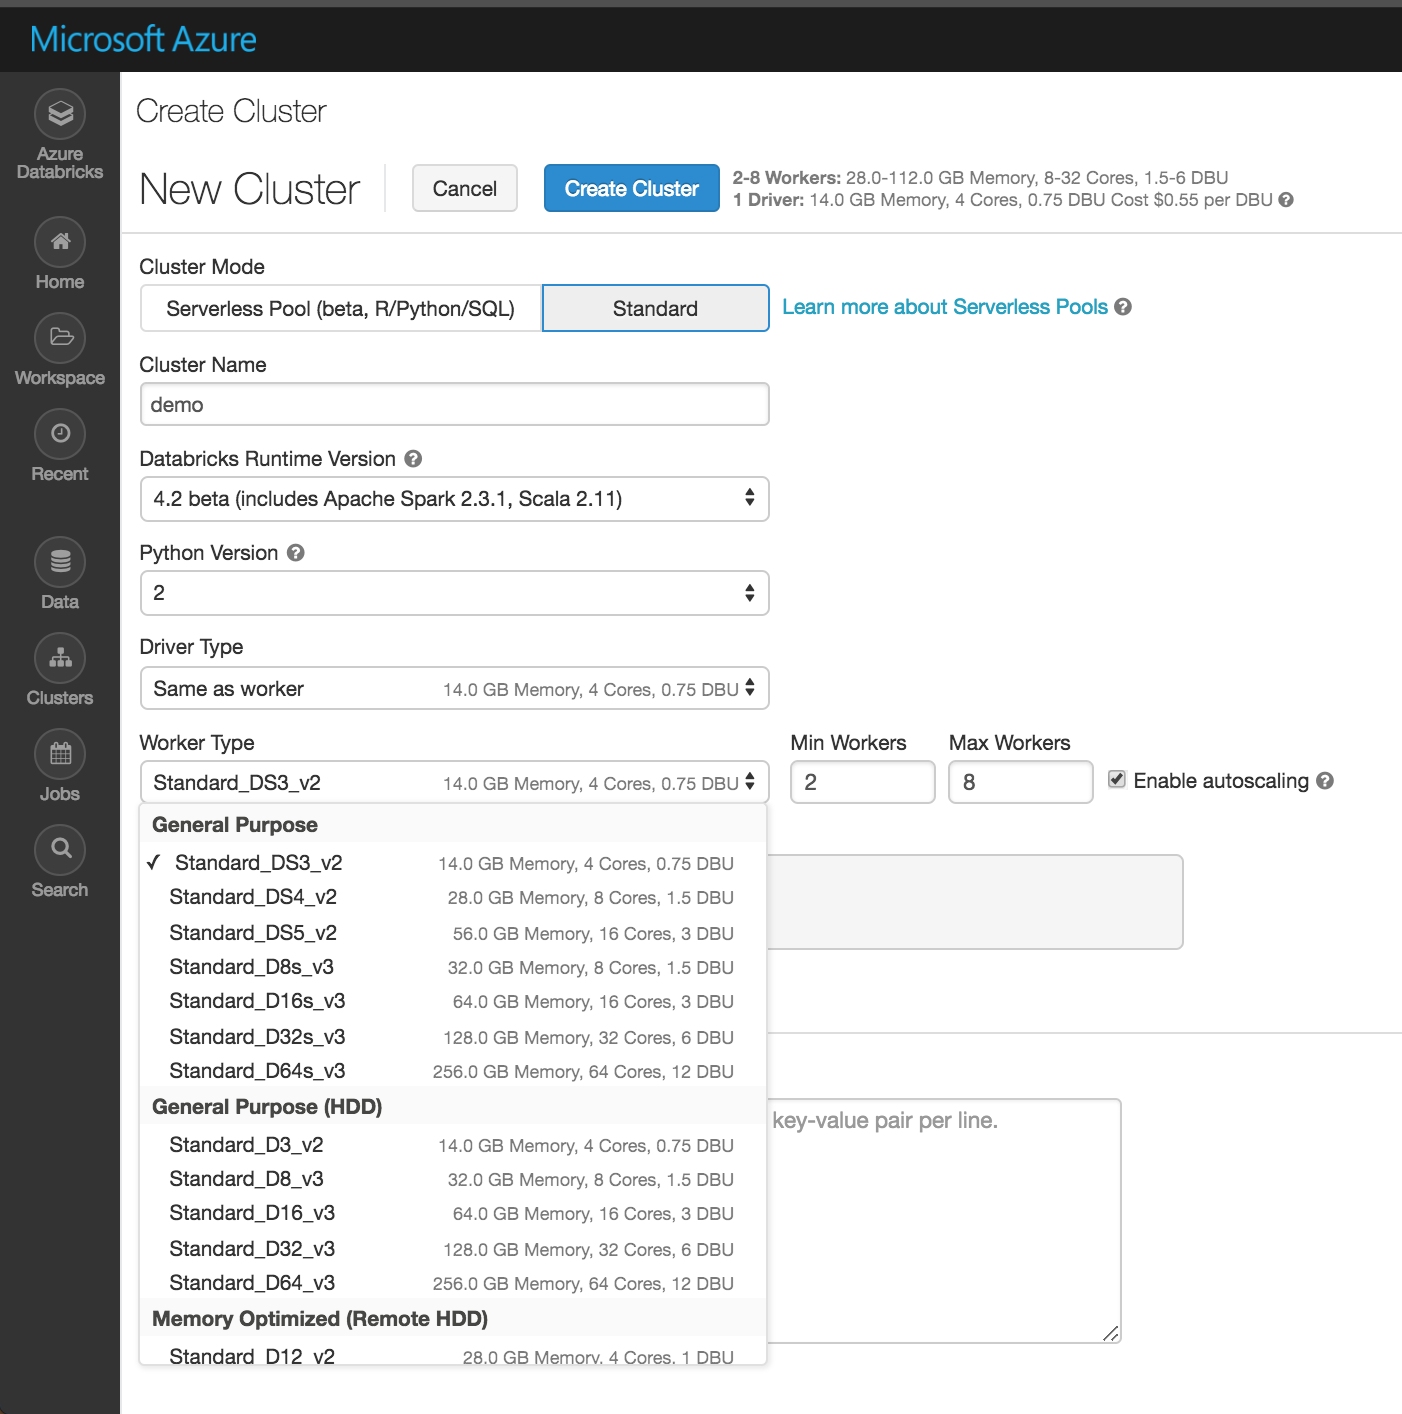 Microsoft Azure
Azure
Databricks
Home
Workspace
Recent
Data
Clusters
Jobs
Search
Create Cluster
New Cluster
Cancel
Create Cluster
2-8 Workers: 28.0-112.0 GB Memory, 8-32 Cores, 1.5-6 DBU
1 Driver: 14.0 GB Memory, 4 Cores, 0.75 DBU Cost $0.55 per DBU ?
Cluster Mode
Serverless Pool (beta, R/Python/SQL)
Standard
Learn more about Serverless Pools ?
Cluster Name
demo
Databricks Runtime Version ?
4.2 beta (includes Apache Spark 2.3.1, Scala 2.11)
Python Version ?
2
Driver Type
Same as worker 14.0 GB Memory, 4 Cores, 0.75 DBU
Worker Type
Min Workers
Max Workers
Standard_DS3_v2 14.0 GB Memory, 4 Cores, 0.75 DBU
2
8
Enable autoscaling ?
General Purpose
✓ Standard_DS3_v2 14.0 GB Memory, 4 Cores, 0.75 DBU
Standard_DS4_v2 28.0 GB Memory, 8 Cores, 1.5 DBU
Standard_DS5_v2 56.0 GB Memory, 16 Cores, 3 DBU
Standard_D8s_v3 32.0 GB Memory, 8 Cores, 1.5 DBU
Standard_D16s_v3 64.0 GB Memory, 16 Cores, 3 DBU
Standard_D32s_v3 128.0 GB Memory, 32 Cores, 6 DBU
Standard_D64s_v3 256.0 GB Memory, 64 Cores, 12 DBU
General Purpose (HDD)
key-value pair per line.
Standard_D3_v2 14.0 GB Memory, 4 Cores, 0.75 DBU
Standard_D8_v3 32.0 GB Memory, 8 Cores, 1.5 DBU
Standard_D16_v3 64.0 GB Memory, 16 Cores, 3 DBU
Standard_D32_v3 128.0 GB Memory, 32 Cores, 6 DBU
Standard_D64_v3 256.0 GB Memory, 64 Cores, 12 DBU
Memory Optimized (Remote HDD)
Standard_D12_v2 28.0 GB Memory, 4 Cores, 1 DBU